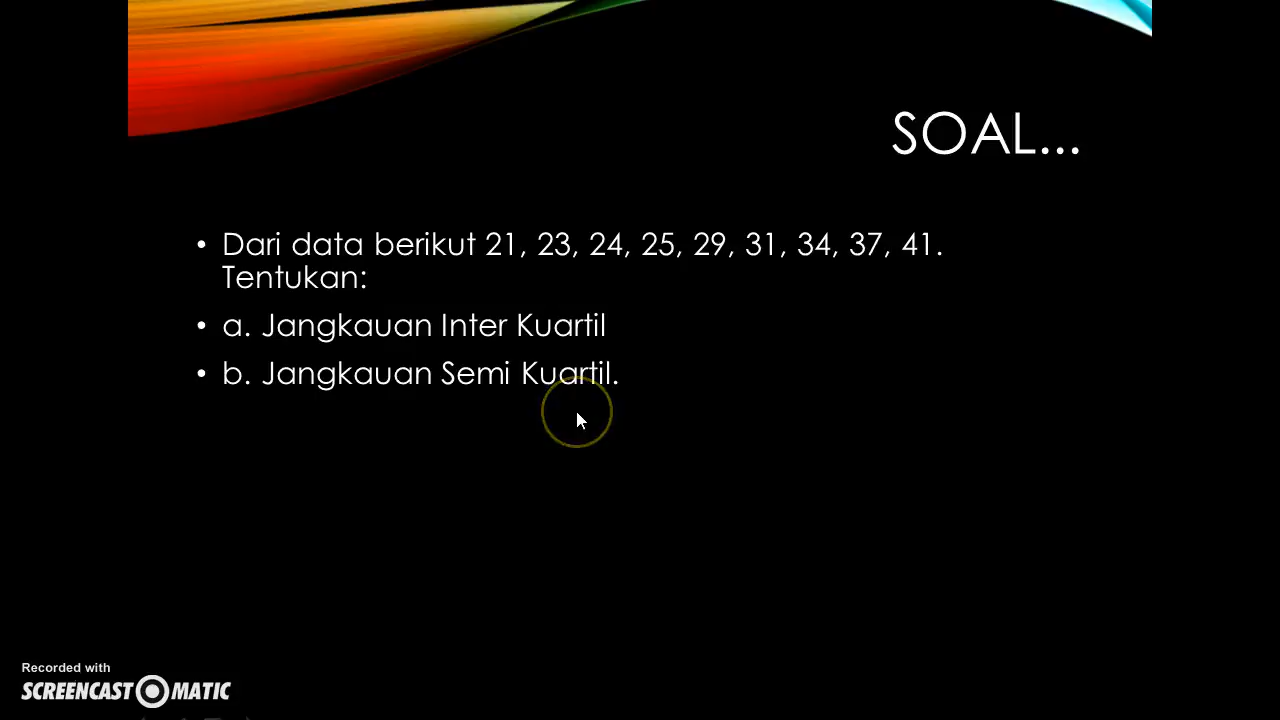 SOAL...
• Dari data berikut 21, 23, 24, 25, 29, 31, 34, 37, 41.
Tentukan:
• a. Jangkauan Inter Kuartil
• b. Jangkauan Semi Kuartil.
Recorded with
SCREENCAST MATIC